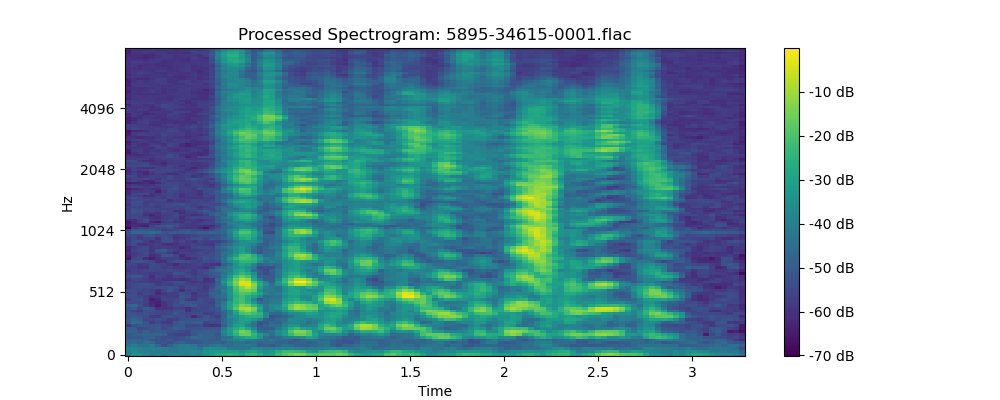 Processed Spectrogram: 5895-34615-0001.flac
Hz
4096
2048
1024
512
0
0
0.5
1
1.5
2
2.5
3
Time
-10 dB
-20 dB
-30 dB
-40 dB
-50 dB
-60 dB
-70 dB